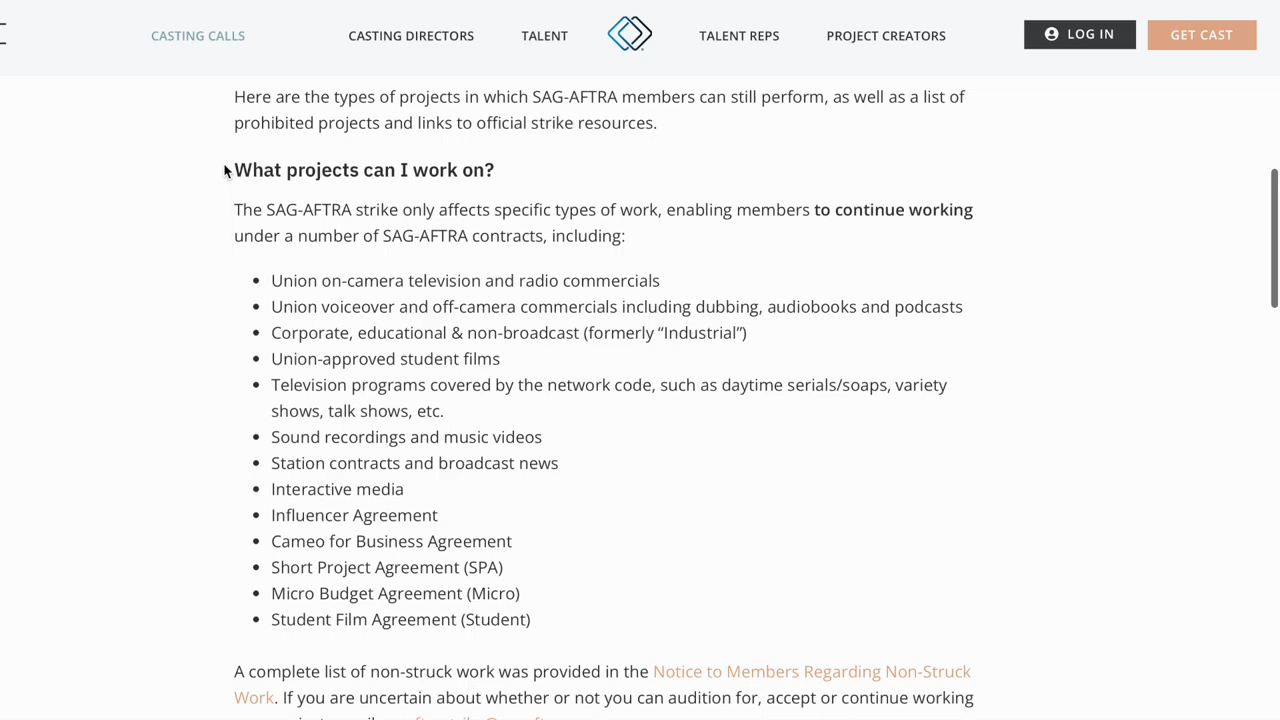 CASTING CALLS CASTING DIRECTORS TALENT TALENT REPS PROJECT CREATORS LOG IN GET CAST
Here are the types of projects in which SAG-AFTRA members can still perform, as well as a list of
prohibited projects and links to official strike resources.
What projects can I work on?
The SAG-AFTRA strike only affects specific types of work, enabling members to continue working
under a number of SAG-AFTRA contracts, including:
• Union on-camera television and radio commercials
• Union voiceover and off-camera commercials including dubbing, audiobooks and podcasts
• Corporate, educational & non-broadcast (formerly “Industrial”)
• Union-approved student films
• Television programs covered by the network code, such as daytime serials/soaps, variety
shows, talk shows, etc.
• Sound recordings and music videos
• Station contracts and broadcast news
• Interactive media
• Influencer Agreement
• Cameo for Business Agreement
• Short Project Agreement (SPA)
• Micro Budget Agreement (Micro)
• Student Film Agreement (Student)
A complete list of non-struck work was provided in the Notice to Members Regarding Non-Struck
Work. If you are uncertain about whether or not you can audition for, accept or continue working